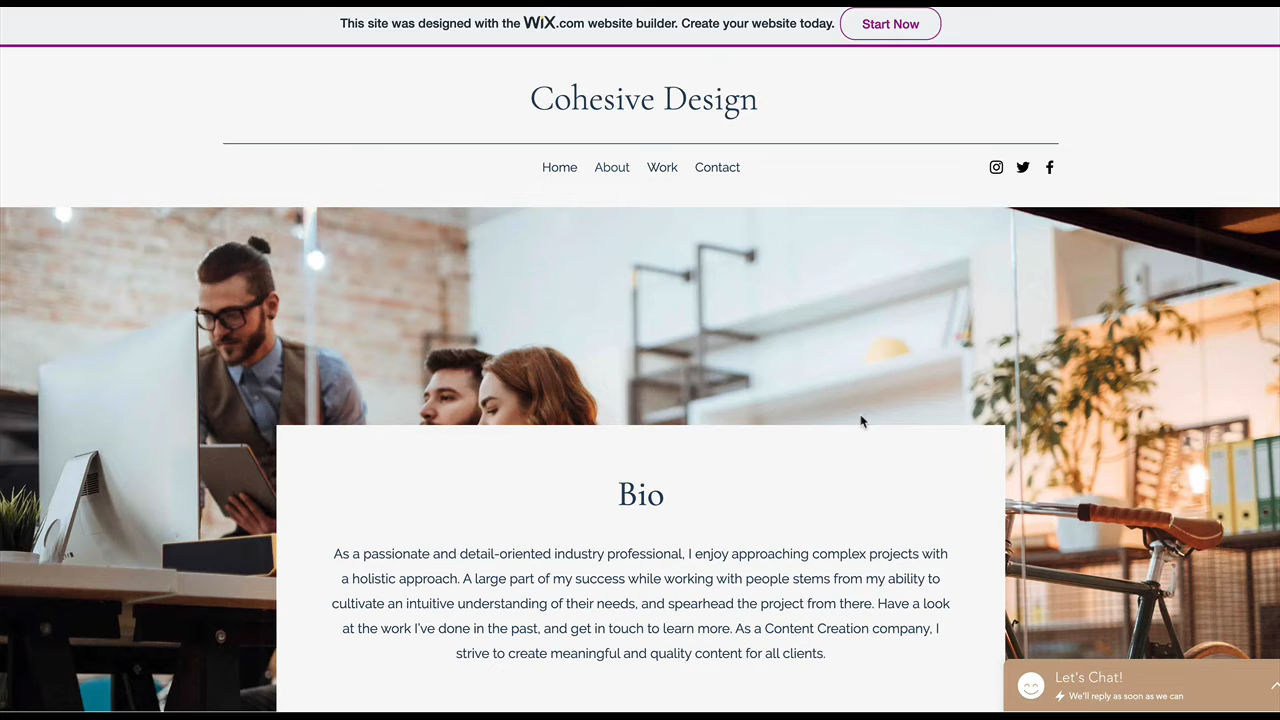 This site was designed with the WiX.com website builder. Create your website today. Start Now
Cohesive Design
Home About Work Contact
Bio
As a passionate and detail-oriented industry professional, I enjoy approaching complex projects with
a holistic approach. A large part of my success while working with people stems from my ability to
cultivate an intuitive understanding of their needs, and spearhead the project from there. Have a look
at the work I've done in the past, and get in touch to learn more. As a Content Creation company, I
strive to create meaningful and quality content for all clients.
Let's Chat!
We'll reply as soon as we can